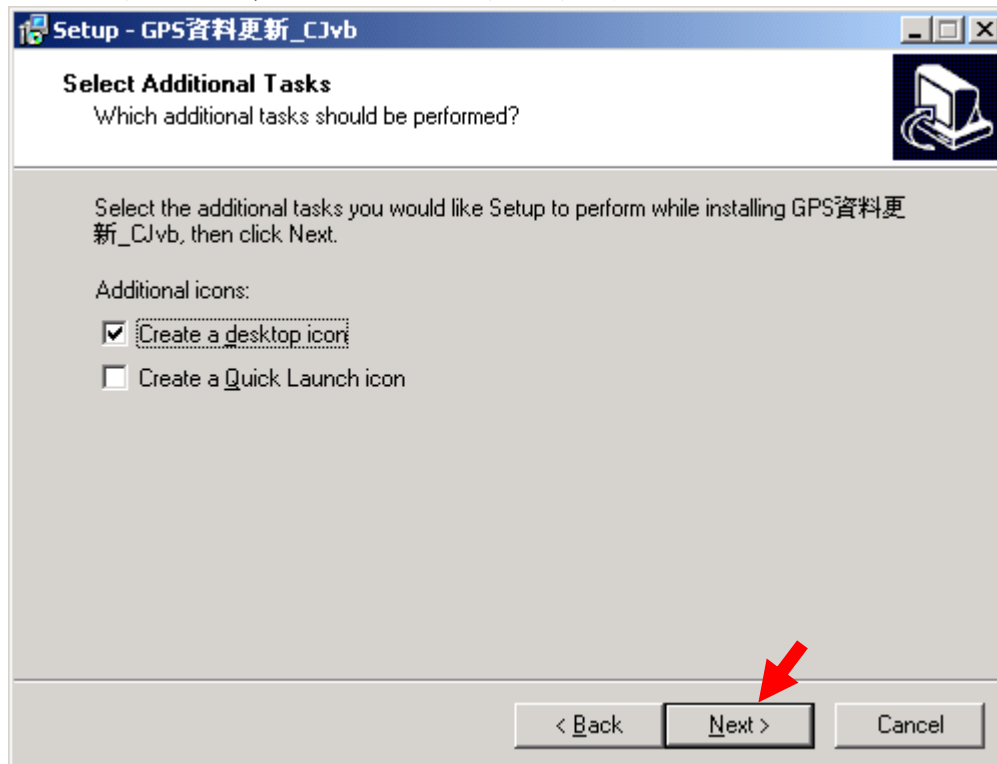 Setup - GPS資料更新_CJvb
Select Additional Tasks
Which additional tasks should be performed?
Select the additional tasks you would like Setup to perform while installing GPS資料更
新_CJvb, then click Next.
Additional icons:
Create a desktop icon
Create a Quick Launch icon
< Back
Next >
Cancel